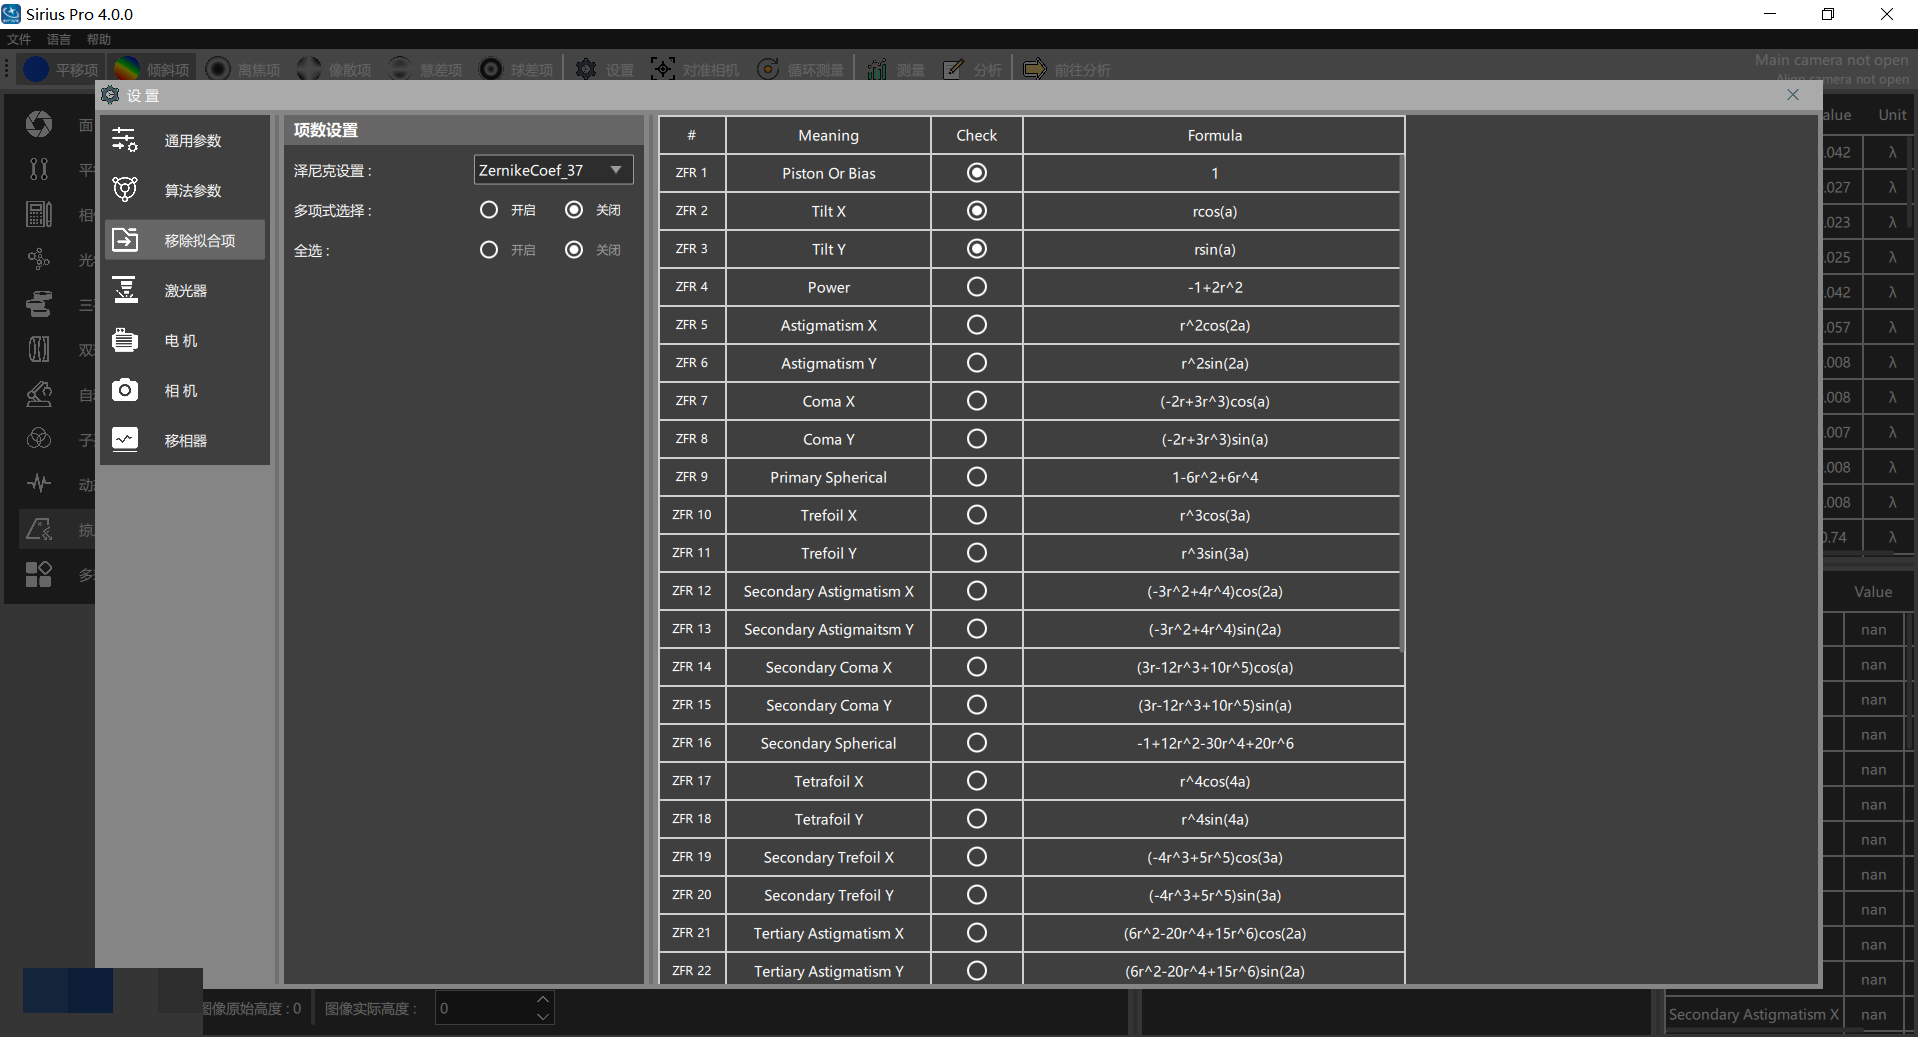 Sirius Pro 4.0.0
文件 语言 帮助
平移项 倾斜项 离焦项 像散项 慧差项 球差项 设置 对准相机 循环测量 测量 分析 前往分析
Main camera not open
Align camera not open
设 置
通用参数
算法参数
移除拟合项
激光器
电 机
相 机
移相器
项数设置
泽尼克设置 : ZernikeCoef_37
多项式选择 : 开启 关闭
全选 : 开启 关闭
# Meaning Check Formula
ZFR 1 Piston Or Bias 1
ZFR 2 Tilt X rcos(a)
ZFR 3 Tilt Y rsin(a)
ZFR 4 Power -1+2r^2
ZFR 5 Astigmatism X r^2cos(2a)
ZFR 6 Astigmatism Y r^2sin(2a)
ZFR 7 Coma X (-2r+3r^3)cos(a)
ZFR 8 Coma Y (-2r+3r^3)sin(a)
ZFR 9 Primary Spherical 1-6r^2+6r^4
ZFR 10 Trefoil X r^3cos(3a)
ZFR 11 Trefoil Y r^3sin(3a)
ZFR 12 Secondary Astigmatism X (-3r^2+4r^4)cos(2a)
ZFR 13 Secondary Astigmaitsm Y (-3r^2+4r^4)sin(2a)
ZFR 14 Secondary Coma X (3r-12r^3+10r^5)cos(a)
ZFR 15 Secondary Coma Y (3r-12r^3+10r^5)sin(a)
ZFR 16 Secondary Spherical -1+12r^2-30r^4+20r^6
ZFR 17 Tetrafoil X r^4cos(4a)
ZFR 18 Tetrafoil Y r^4sin(4a)
ZFR 19 Secondary Trefoil X (-4r^3+5r^5)cos(3a)
ZFR 20 Secondary Trefoil Y (-4r^3+5r^5)sin(3a)
ZFR 21 Tertiary Astigmatism X (6r^2-20r^4+15r^6)cos(2a)
ZFR 22 Tertiary Astigmatism Y (6r^2-20r^4+15r^6)sin(2a)
alue Unit
.042 λ
.027 λ
.023 λ
.025 λ
.042 λ
.057 λ
.008 λ
.008 λ
.007 λ
.008 λ
.008 λ
0.74 λ
Value
nan
nan
nan
nan
nan
nan
nan
nan
nan
nan
nan
Secondary Astigmatism X nan
图像原始高度 : 0 图像实际高度 : 0